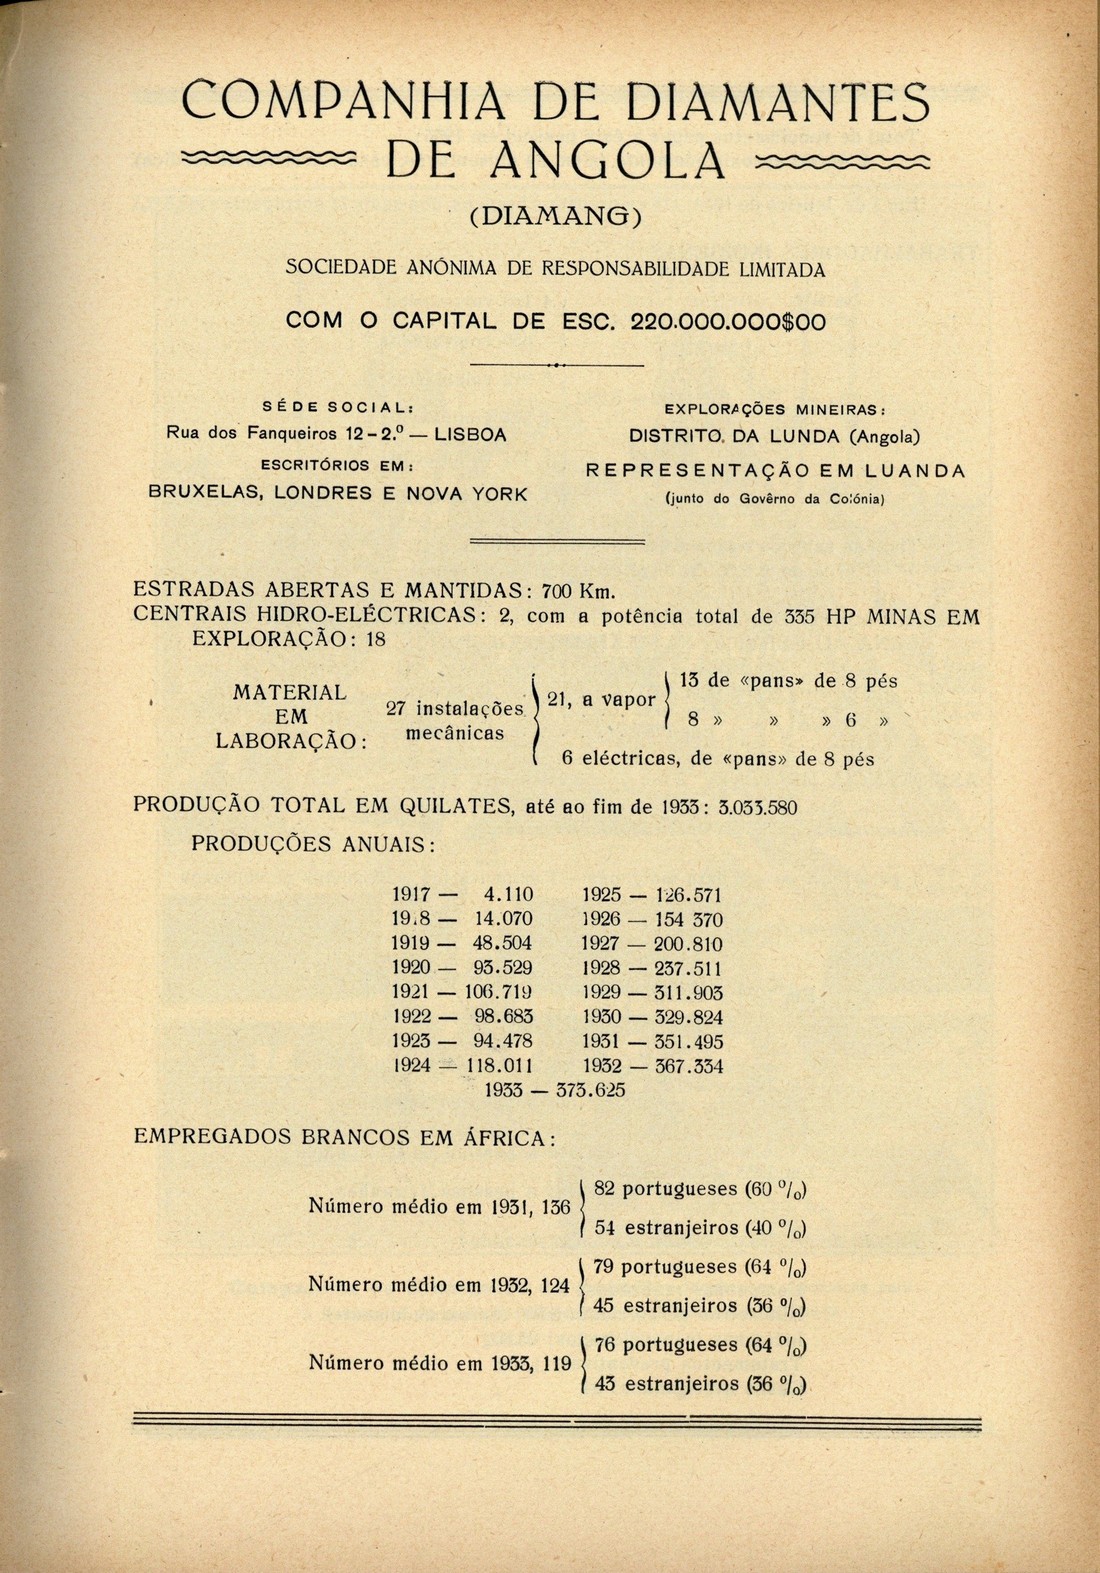 COMPANHIA DE DIAMANTES
DE ANGOLA
(DIAMANG)
SOCIEDADE ANÓNIMA DE RESPONSABILIDADE LIMITADA
COM O CAPITAL DE ESC. 220.000.000$00
SÉDE SOCIAL:
Rua dos Fanqueiros 12-2.º — LISBOA
ESCRITÓRIOS EM:
BRUXELAS, LONDRES E NOVA YORK
EXPLORAÇÕES MINEIRAS:
DISTRITO DA LUNDA (Angola)
REPRESENTAÇÃO EM LUANDA
(junto do Govêrno da Colónia)
ESTRADAS ABERTAS E MANTIDAS: 700 Km.
CENTRAIS HIDRO-ELÉCTRICAS: 2, com a potência total de 335 HP MINAS EM
EXPLORAÇÃO: 18
MATERIAL
EM
LABORAÇÃO:
27 instalações
mecânicas
21, a vapor
13 de «pans» de 8 pés
8 » » » 6 »
6 eléctricas, de «pans» de 8 pés
PRODUÇÃO TOTAL EM QUILATES, até ao fim de 1933: 3.033.580
PRODUÇÕES ANUAIS:
1917 — 4.110 1925 — 126.571
1918 — 14.070 1926 — 154 370
1919 — 48.504 1927 — 200.810
1920 — 93.529 1928 — 237.511
1921 — 106.719 1929 — 311.903
1922 — 98.683 1930 — 329.824
1923 — 94.478 1931 — 351.495
1924 — 118.011 1932 — 367.334
1933 — 373.625
EMPREGADOS BRANCOS EM ÁFRICA:
Número médio em 1931, 136
82 portugueses (60 %)
54 estranjeiros (40 %)
Número médio em 1932, 124
79 portugueses (64 %)
45 estranjeiros (36 %)
Número médio em 1933, 119
76 portugueses (64 %)
43 estranjeiros (36 %)